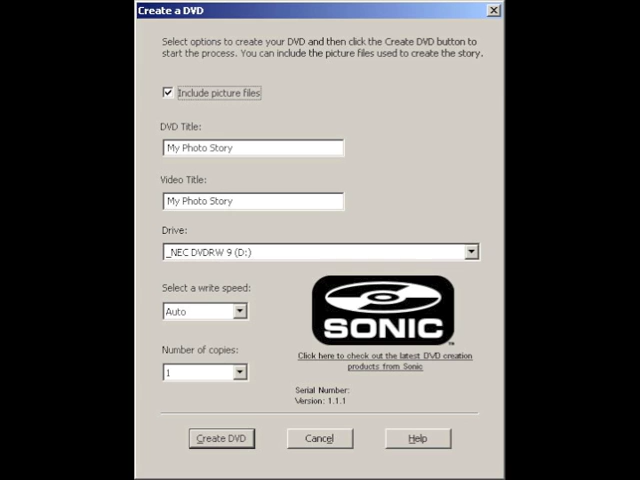 Create a DVD
Select options to create your DVD and then click the Create DVD button to
start the process. You can include the picture files used to create the story.
Include picture files
DVD Title:
My Photo Story
Video Title:
My Photo Story
Drive:
_NEC DVDRW 9 (D:)
Select a write speed:
Auto
Number of copies:
1
SONIC™
Click here to check out the latest DVD creation
products from Sonic
Serial Number:
Version: 1.1.1
Create DVD
Cancel
Help